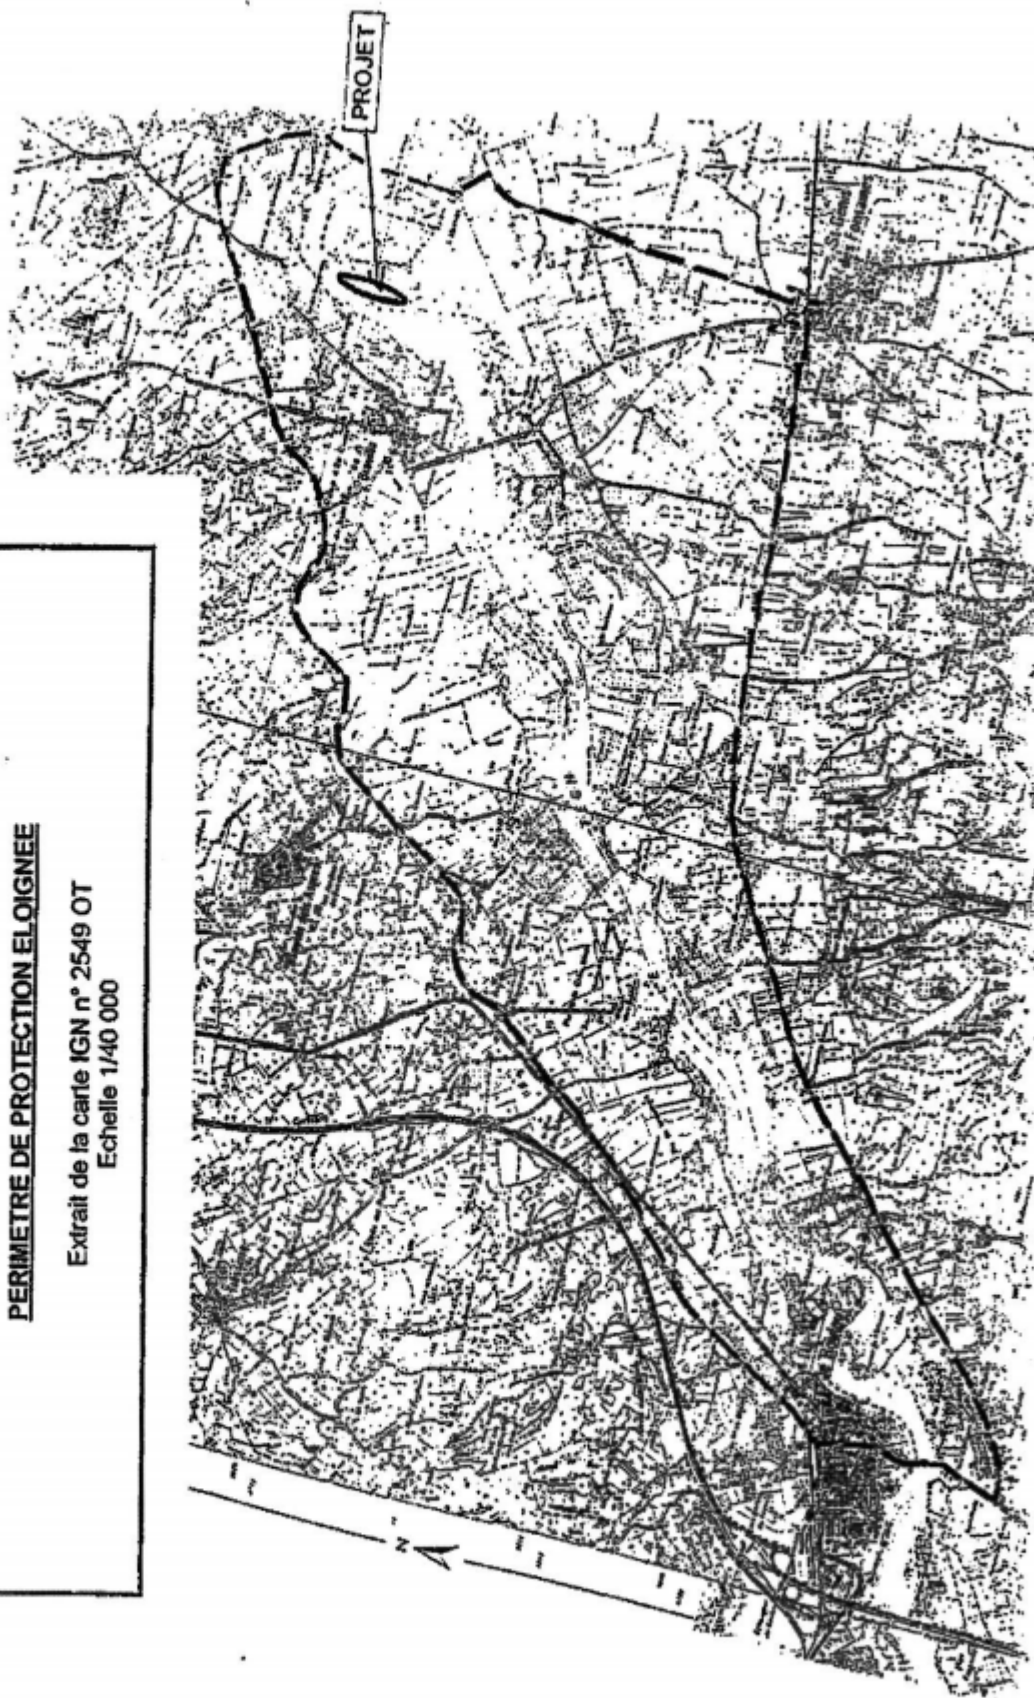 PERIMETRE DE PROTECTION ELOIGNEE
Extrait de la carte IGN n° 2549 OT
Echelle 1/40 000
PROJET
N